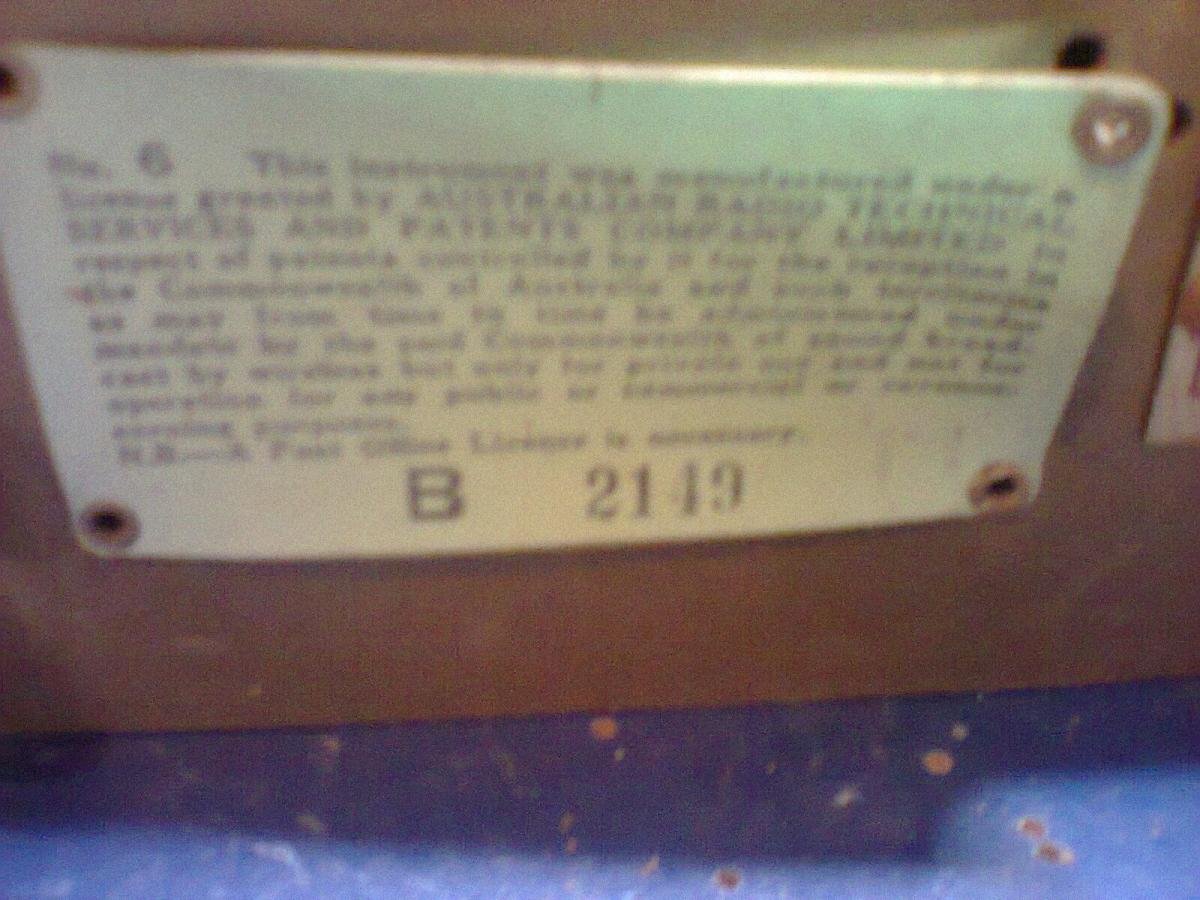 No. 6 This instrument was manufactured under a
license granted by AUSTRALIAN RADIO TECHNICAL
SERVICES AND PATENTS COMPANY LIMITED in
respect of patents controlled by it for the reception in
the Commonwealth of Australia and such territories
as may from time to time be administered under
mandate by the said Commonwealth of sound broad-
cast by wireless but only for private use and not for
operation for any public or commercial or revenue-
earning purposes.
N.B.—A Post Office License is necessary.
B 2149